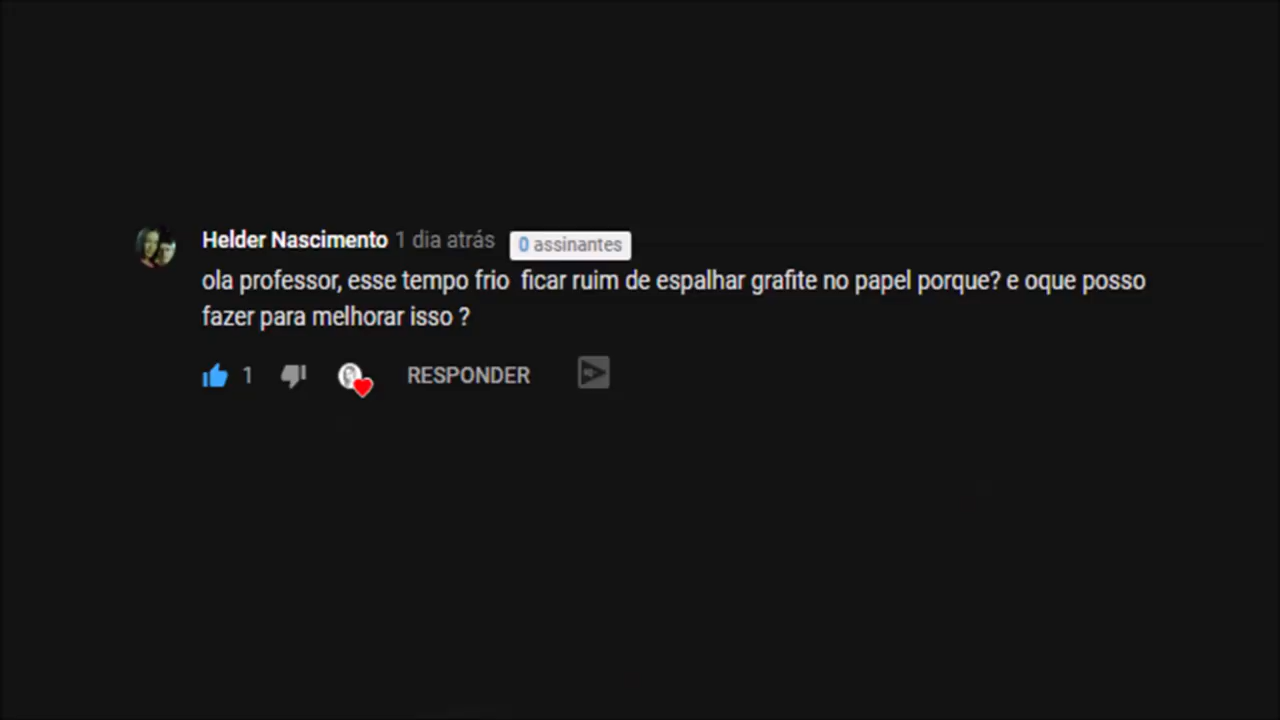 Helder Nascimento 1 dia atrás 0 assinantes
ola professor, esse tempo frio ficar ruim de espalhar grafite no papel porque? e oque posso
fazer para melhorar isso ?
1 RESPONDER